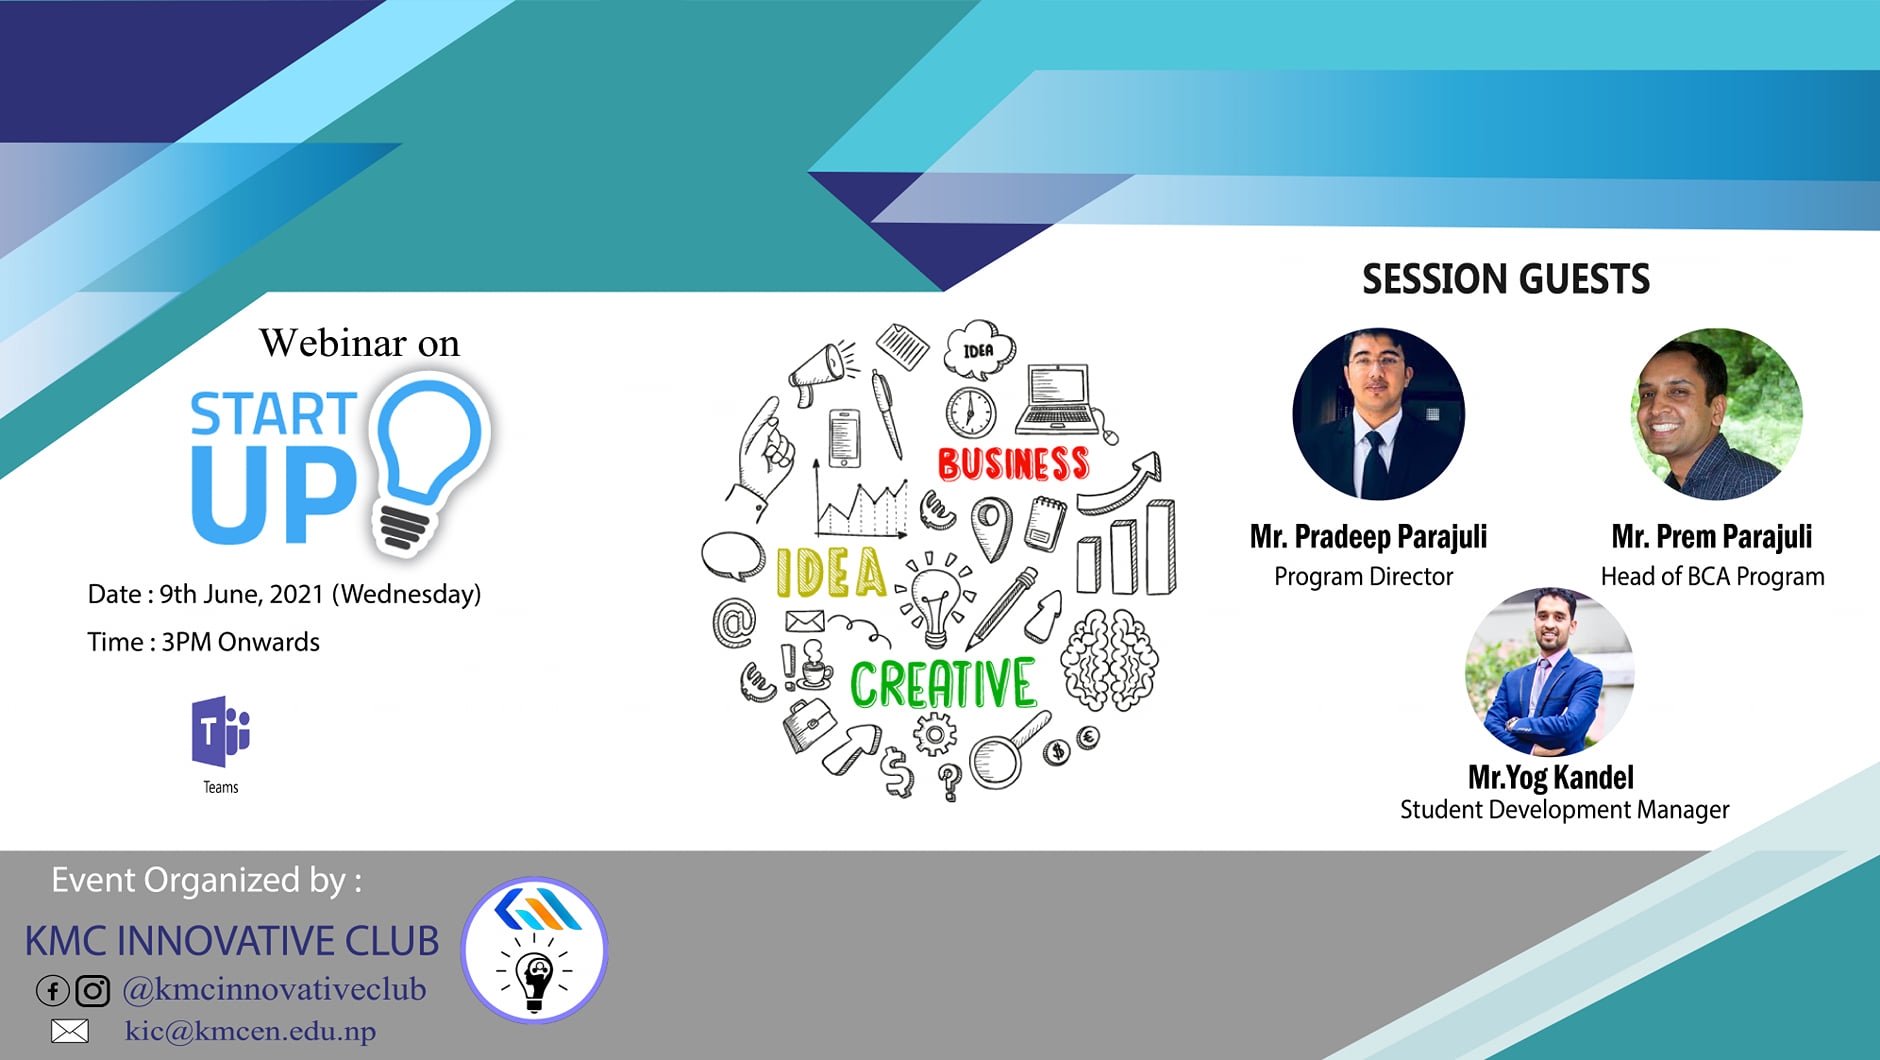 Webinar on
START
UP
Date : 9th June, 2021 (Wednesday)
Time : 3PM Onwards
T
Teams
IDEA
BUSINESS
IDEA
CREATIVE
SESSION GUESTS
Mr. Pradeep Parajuli
Program Director
Mr. Prem Parajuli
Head of BCA Program
Mr.Yog Kandel
Student Development Manager
Event Organized by :
KMC INNOVATIVE CLUB
@kmcinnovativeclub
kic@kmcen.edu.np